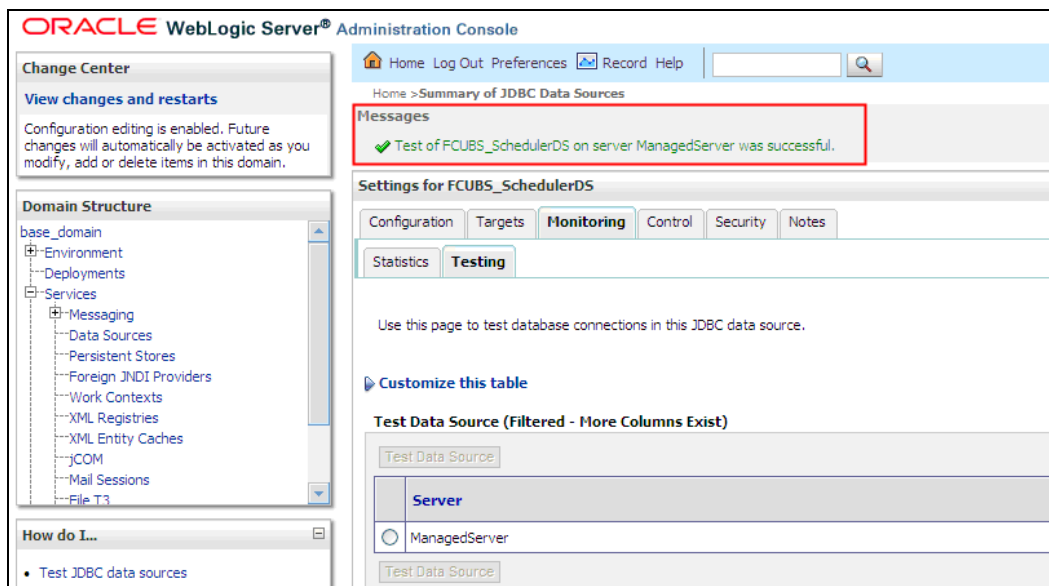 ORACLE WebLogic Server® Administration Console
Change Center
View changes and restarts
Configuration editing is enabled. Future
changes will automatically be activated as you
modify, add or delete items in this domain.
Domain Structure
base_domain
Environment
Deployments
Services
Messaging
Data Sources
Persistent Stores
Foreign JNDI Providers
Work Contexts
XML Registries
XML Entity Caches
jCOM
Mail Sessions
File T3
How do I...
Test JDBC data sources
Home Log Out Preferences Record Help
Home >Summary of JDBC Data Sources
Messages
Test of FCUBS_SchedulerDS on server ManagedServer was successful.
Settings for FCUBS_SchedulerDS
Configuration Targets Monitoring Control Security Notes
Statistics Testing
Use this page to test database connections in this JDBC data source.
Customize this table
Test Data Source (Filtered - More Columns Exist)
Test Data Source
Server
ManagedServer
Test Data Source